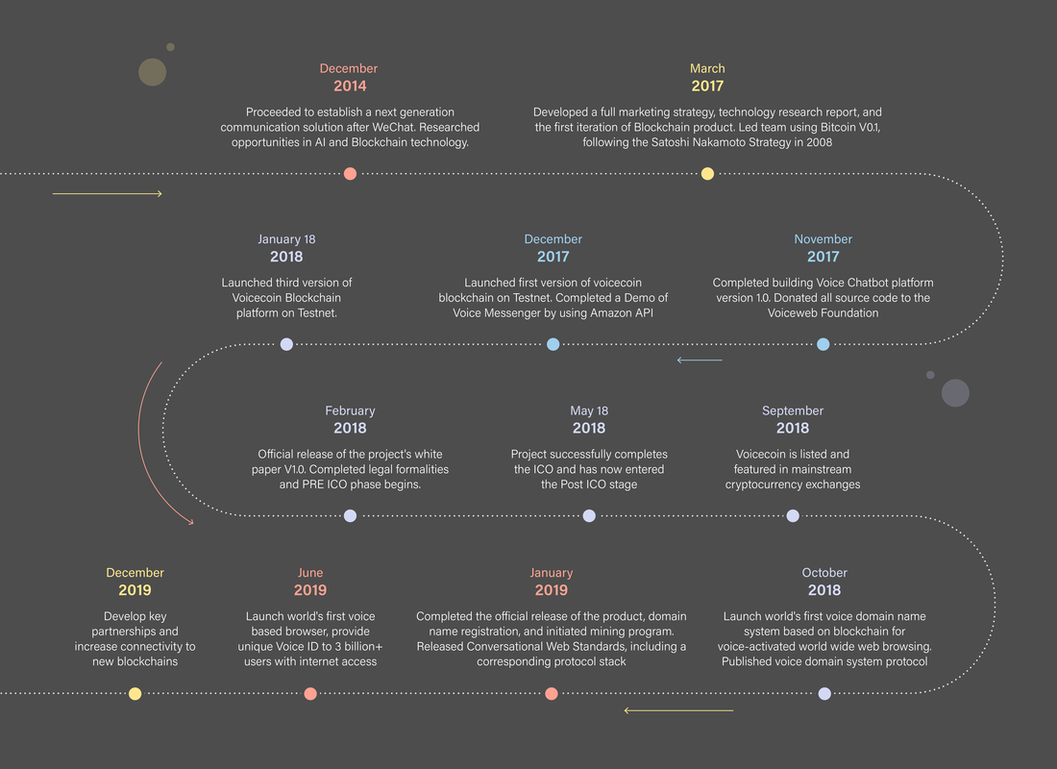 December
2014
Proceeded to establish a next generation
communication solution after WeChat. Researched
opportunities in AI and Blockchain technology.
March
2017
Developed a full marketing strategy, technology research report, and
the first iteration of Blockchain product. Led team using Bitcoin V0.1,
following the Satoshi Nakamoto Strategy in 2008
November
2017
Completed building Voice Chatbot platform
version 1.0. Donated all source code to the
Voiceweb Foundation
December
2017
Launched first version of voicecoin
blockchain on Testnet. Completed a Demo of
Voice Messenger by using Amazon API
January 18
2018
Launched third version of
Voicecoin Blockchain
platform on Testnet.
February
2018
Official release of the project's white
paper V1.0. Completed legal formalities
and PRE ICO phase begins.
May 18
2018
Project successfully completes
the ICO and has now entered
the Post ICO stage
September
2018
Voicecoin is listed and
featured in mainstream
cryptocurrency exchanges
October
2018
Launch world's first voice domain name
system based on blockchain for
voice-activated world wide web browsing.
Published voice domain system protocol
January
2019
Completed the official release of the product, domain
name registration, and initiated mining program.
Released Conversational Web Standards, including a
corresponding protocol stack
June
2019
Launch world's first voice
based browser, provide
unique Voice ID to 3 billion+
users with internet access
December
2019
Develop key
partnerships and
increase connectivity to
new blockchains